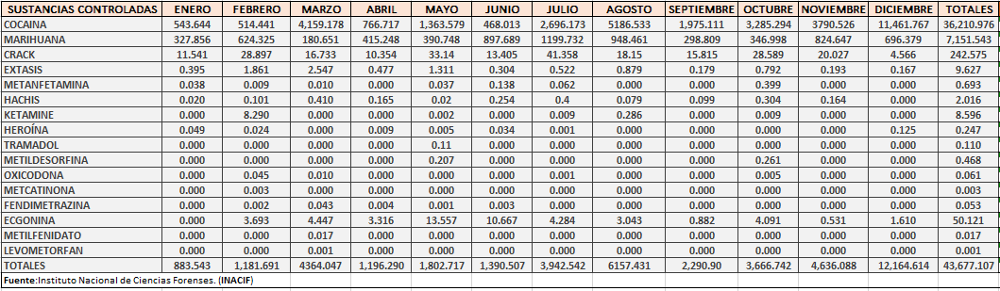 SUSTANCIAS CONTROLADAS ENERO FEBRERO MARZO ABRIL MAYO JUNIO JULIO AGOSTO SEPTIEMBRE OCTUBRE NOVIEMBRE DICIEMBRE TOTALES
COCAINA 543.644 514.441 4,159.178 766.717 1,363.579 468.013 2,696.173 5186.533 1,975.111 3,285.294 3790.526 11,461.767 36,210.976
MARIHUANA 327.856 624.325 180.651 415.248 390.748 897.689 1199.732 948.461 298.809 346.998 824.647 696.379 7,151.543
CRACK 11.541 28.897 16.733 10.354 33.14 13.405 41.358 18.15 15.815 28.589 20.027 4.566 242.575
EXTASIS 0.395 1.861 2.547 0.477 1.311 0.304 0.522 0.879 0.179 0.792 0.193 0.167 9.627
METANFETAMINA 0.038 0.009 0.010 0.000 0.037 0.138 0.062 0.000 0.000 0.399 0.000 0.000 0.693
HACHIS 0.020 0.101 0.410 0.165 0.02 0.254 0.4 0.079 0.099 0.304 0.164 0.000 2.016
KETAMINE 0.000 8.290 0.000 0.000 0.002 0.000 0.009 0.286 0.000 0.009 0.000 0.000 8.596
HEROÍNA 0.049 0.024 0.000 0.009 0.005 0.034 0.001 0.000 0.000 0.000 0.000 0.125 0.247
TRAMADOL 0.000 0.000 0.000 0.000 0.11 0.000 0.000 0.000 0.000 0.000 0.000 0.000 0.110
METILDESORFINA 0.000 0.000 0.000 0.000 0.207 0.000 0.000 0.000 0.000 0.261 0.000 0.000 0.468
OXICODONA 0.000 0.045 0.010 0.000 0.000 0.000 0.001 0.000 0.000 0.005 0.000 0.000 0.061
METCATINONA 0.000 0.003 0.000 0.000 0.000 0.000 0.000 0.000 0.000 0.000 0.000 0.000 0.003
FENDIMETRAZINA 0.000 0.002 0.043 0.004 0.001 0.003 0.000 0.000 0.000 0.000 0.000 0.000 0.053
ECGONINA 0.000 3.693 4.447 3.316 13.557 10.667 4.284 3.043 0.882 4.091 0.531 1.610 50.121
METILFENIDATO 0.000 0.000 0.017 0.000 0.000 0.000 0.000 0.000 0.000 0.000 0.000 0.000 0.017
LEVOMETORFAN 0.000 0.000 0.001 0.000 0.000 0.000 0.000 0.000 0.000 0.000 0.000 0.000 0.001
TOTALES 883.543 1,181.691 4364.047 1,196.290 1,802.717 1,390.507 3,942.542 6157.431 2,290.90 3,666.742 4,636.088 12,164.614 43,677.107
Fuente:Instituto Nacional de Ciencias Forenses. (INACIF)